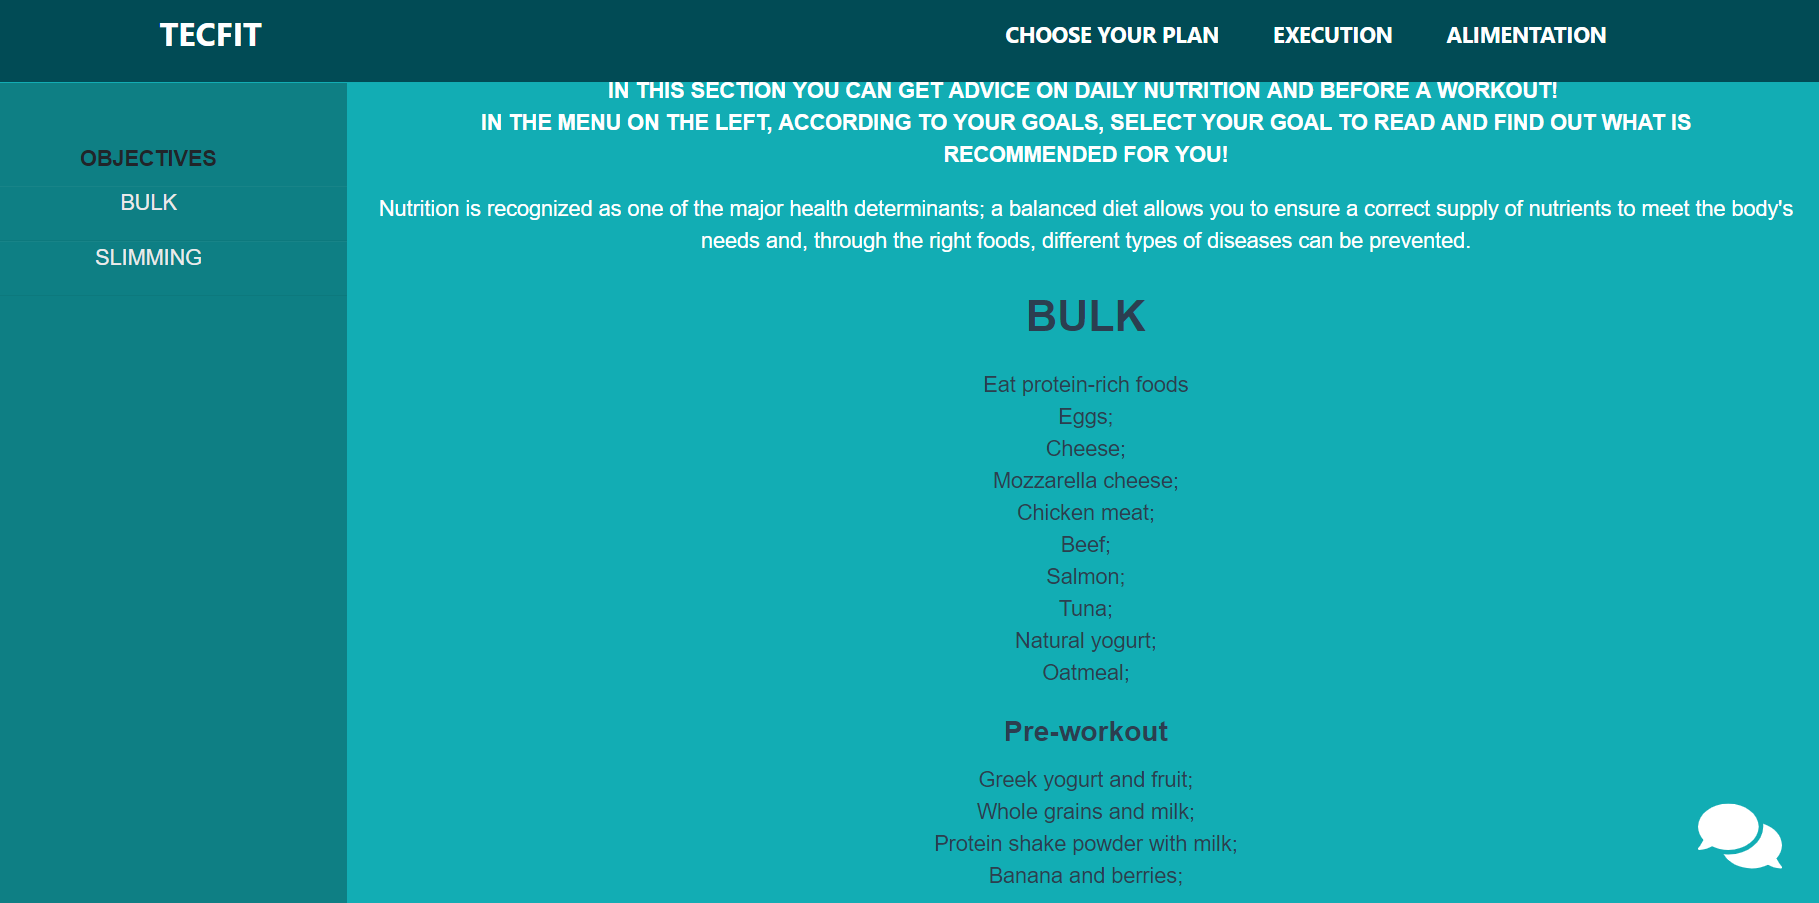 TECFIT
CHOOSE YOUR PLAN
EXECUTION
ALIMENTATION
OBJECTIVES
BULK
SLIMMING
IN THIS SECTION YOU CAN GET ADVICE ON DAILY NUTRITION AND BEFORE A WORKOUT!
IN THE MENU ON THE LEFT, ACCORDING TO YOUR GOALS, SELECT YOUR GOAL TO READ AND FIND OUT WHAT IS
RECOMMENDED FOR YOU!
Nutrition is recognized as one of the major health determinants; a balanced diet allows you to ensure a correct supply of nutrients to meet the body's
needs and, through the right foods, different types of diseases can be prevented.
BULK
Eat protein-rich foods
Eggs;
Cheese;
Mozzarella cheese;
Chicken meat;
Beef;
Salmon;
Tuna;
Natural yogurt;
Oatmeal;
Pre-workout
Greek yogurt and fruit;
Whole grains and milk;
Protein shake powder with milk;
Banana and berries;